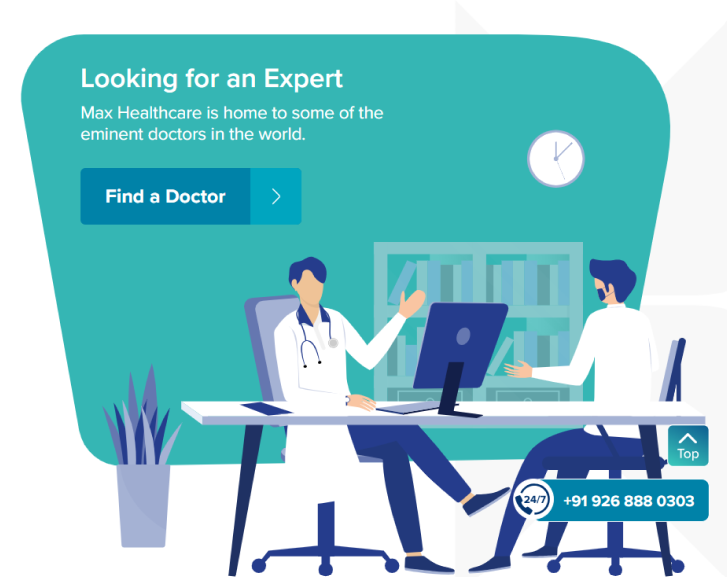 Looking for an Expert
Max Healthcare is home to some of the
eminent doctors in the world.
Find a Doctor
Top
24/7
+91 926 888 0303